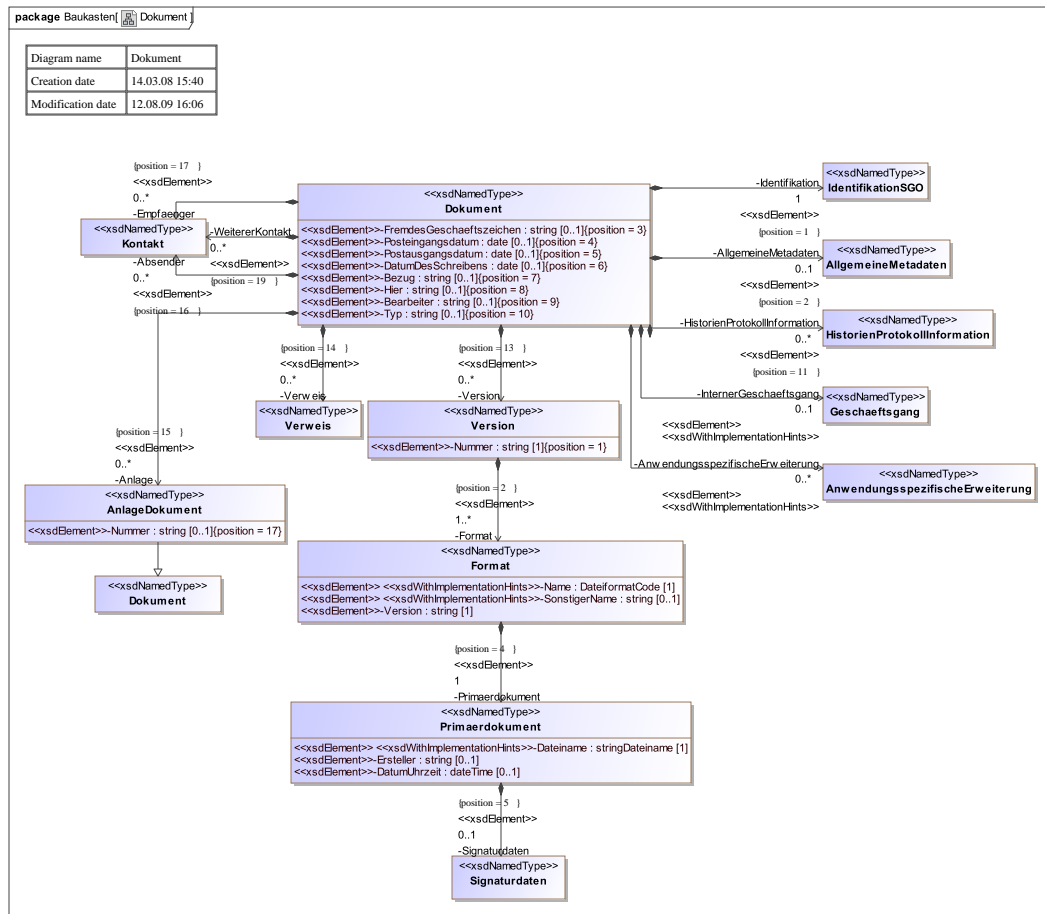 package Baukasten[ Dokument ]
Diagram name Dokument
Creation date 14.03.08 15:40
Modification date 12.08.09 16:06
{position = 17 }
<<xsdElement>>
0..*
-Empfaenger
<<xsdNamedType>>
Kontakt
-Absender
0..*
<<xsdElement>>
{position = 16 }
-WeitererKontakt
0..*
<<xsdElement>>
{position = 19 }
<<xsdNamedType>>
Dokument
<<xsdElement>>-FremdesGeschaeftszeichen : string [0..1]{position = 3}
<<xsdElement>>-Posteingangsdatum : date [0..1]{position = 4}
<<xsdElement>>-Postausgangsdatum : date [0..1]{position = 5}
<<xsdElement>>-DatumDesSchreibens : date [0..1]{position = 6}
<<xsdElement>>-Bezug : string [0..1]{position = 7}
<<xsdElement>>-Hier : string [0..1]{position = 8}
<<xsdElement>>-Bearbeiter : string [0..1]{position = 9}
<<xsdElement>>-Typ : string [0..1]{position = 10}
-Identifikation
1
<<xsdElement>>
{position = 1 }
<<xsdNamedType>>
IdentifikationSGO
-AllgemeineMetadaten
0..1
<<xsdElement>>
{position = 2 }
<<xsdNamedType>>
AllgemeineMetadaten
-HistorienProtokollInformation
0..*
<<xsdElement>>
{position = 11 }
<<xsdNamedType>>
HistorienProtokollInformation
-InternerGeschaeftsgang
0..1
<<xsdElement>>
<<xsdWithImplementationHints>>
<<xsdNamedType>>
Geschaeftsgang
-AnwendungsspezifischeErweiterung
0..*
<<xsdElement>>
<<xsdWithImplementationHints>>
<<xsdNamedType>>
AnwendungsspezifischeErweiterung
{position = 14 }
<<xsdElement>>
0..*
-Verweis
<<xsdNamedType>>
Verweis
{position = 13 }
<<xsdElement>>
0..*
-Version
<<xsdNamedType>>
Version
<<xsdElement>>-Nummer : string [1]{position = 1}
{position = 15 }
<<xsdElement>>
0..*
-Anlage
<<xsdNamedType>>
AnlageDokument
<<xsdElement>>-Nummer : string [0..1]{position = 17}
<<xsdNamedType>>
Dokument
{position = 2 }
<<xsdElement>>
1..*
-Format
<<xsdNamedType>>
Format
<<xsdElement>> <<xsdWithImplementationHints>>-Name : DateiformatCode [1]
<<xsdElement>> <<xsdWithImplementationHints>>-SonstigerName : string [0..1]
<<xsdElement>>-Version : string [1]
{position = 4 }
<<xsdElement>>
1
-Primaerdokument
<<xsdNamedType>>
Primaerdokument
<<xsdElement>> <<xsdWithImplementationHints>>-Dateiname : stringDateiname [1]
<<xsdElement>>-Ersteller : string [0..1]
<<xsdElement>>-DatumUhrzeit : dateTime [0..1]
{position = 5 }
<<xsdElement>>
0..1
-Signaturdaten
<<xsdNamedType>>
Signaturdaten